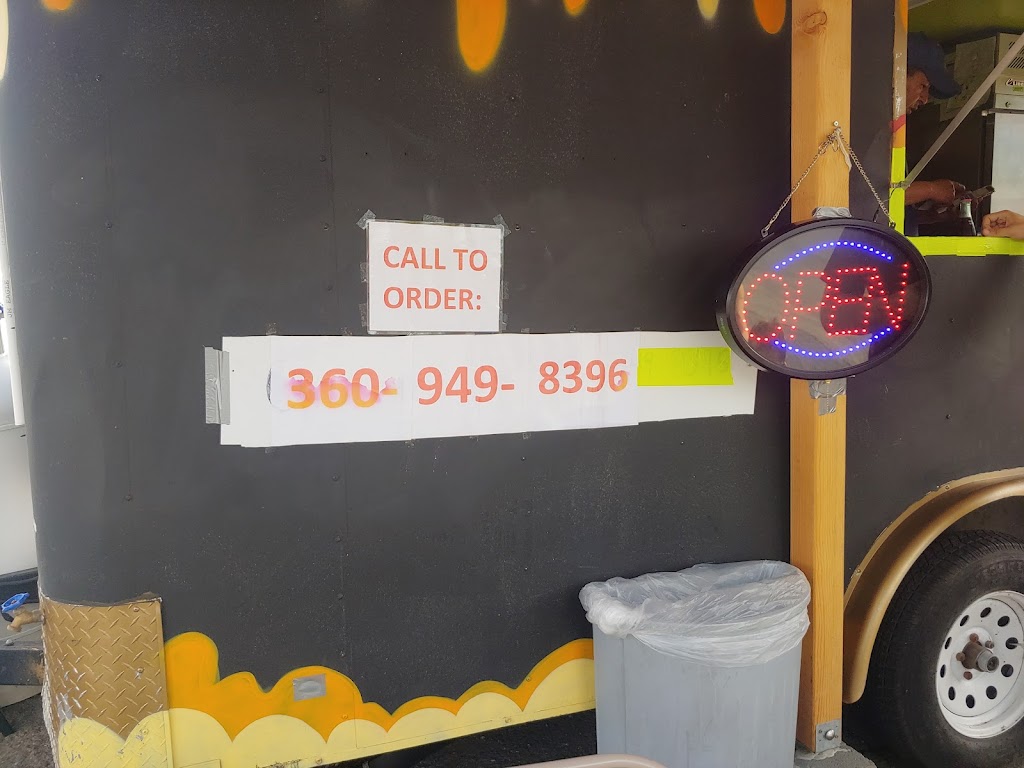 CALL TO
ORDER:
360- 949- 8396
OPEN